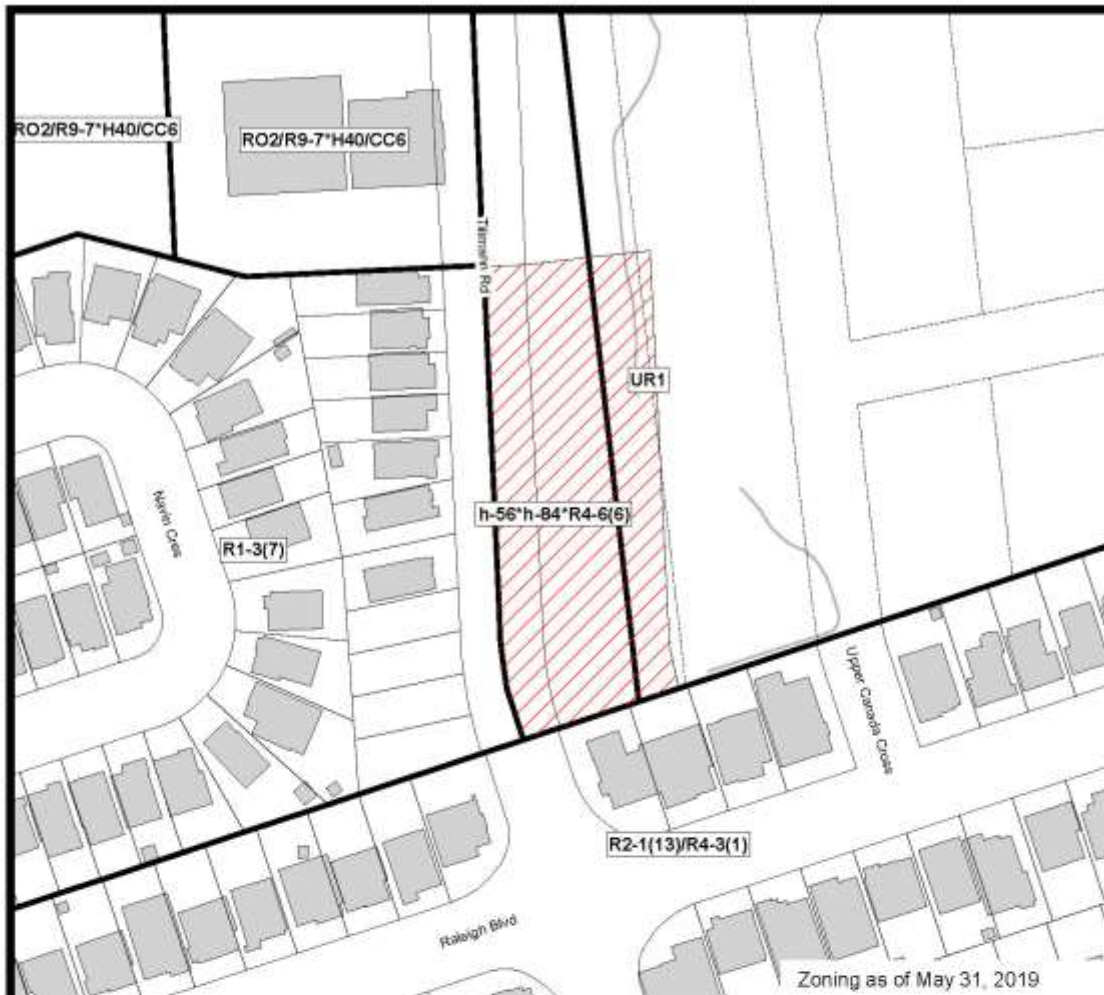 RO2/R9-7*H40/CC6
RO2/R9-7*H40/CC6
Tillmann Rd
UR1
h-56*h-84*R4-6(6)
Navin Cres
R1-3(7)
Upper Canada Cross
R2-1(13)/R4-3(1)
Raleigh Blvd
Zoning as of May 31, 2019